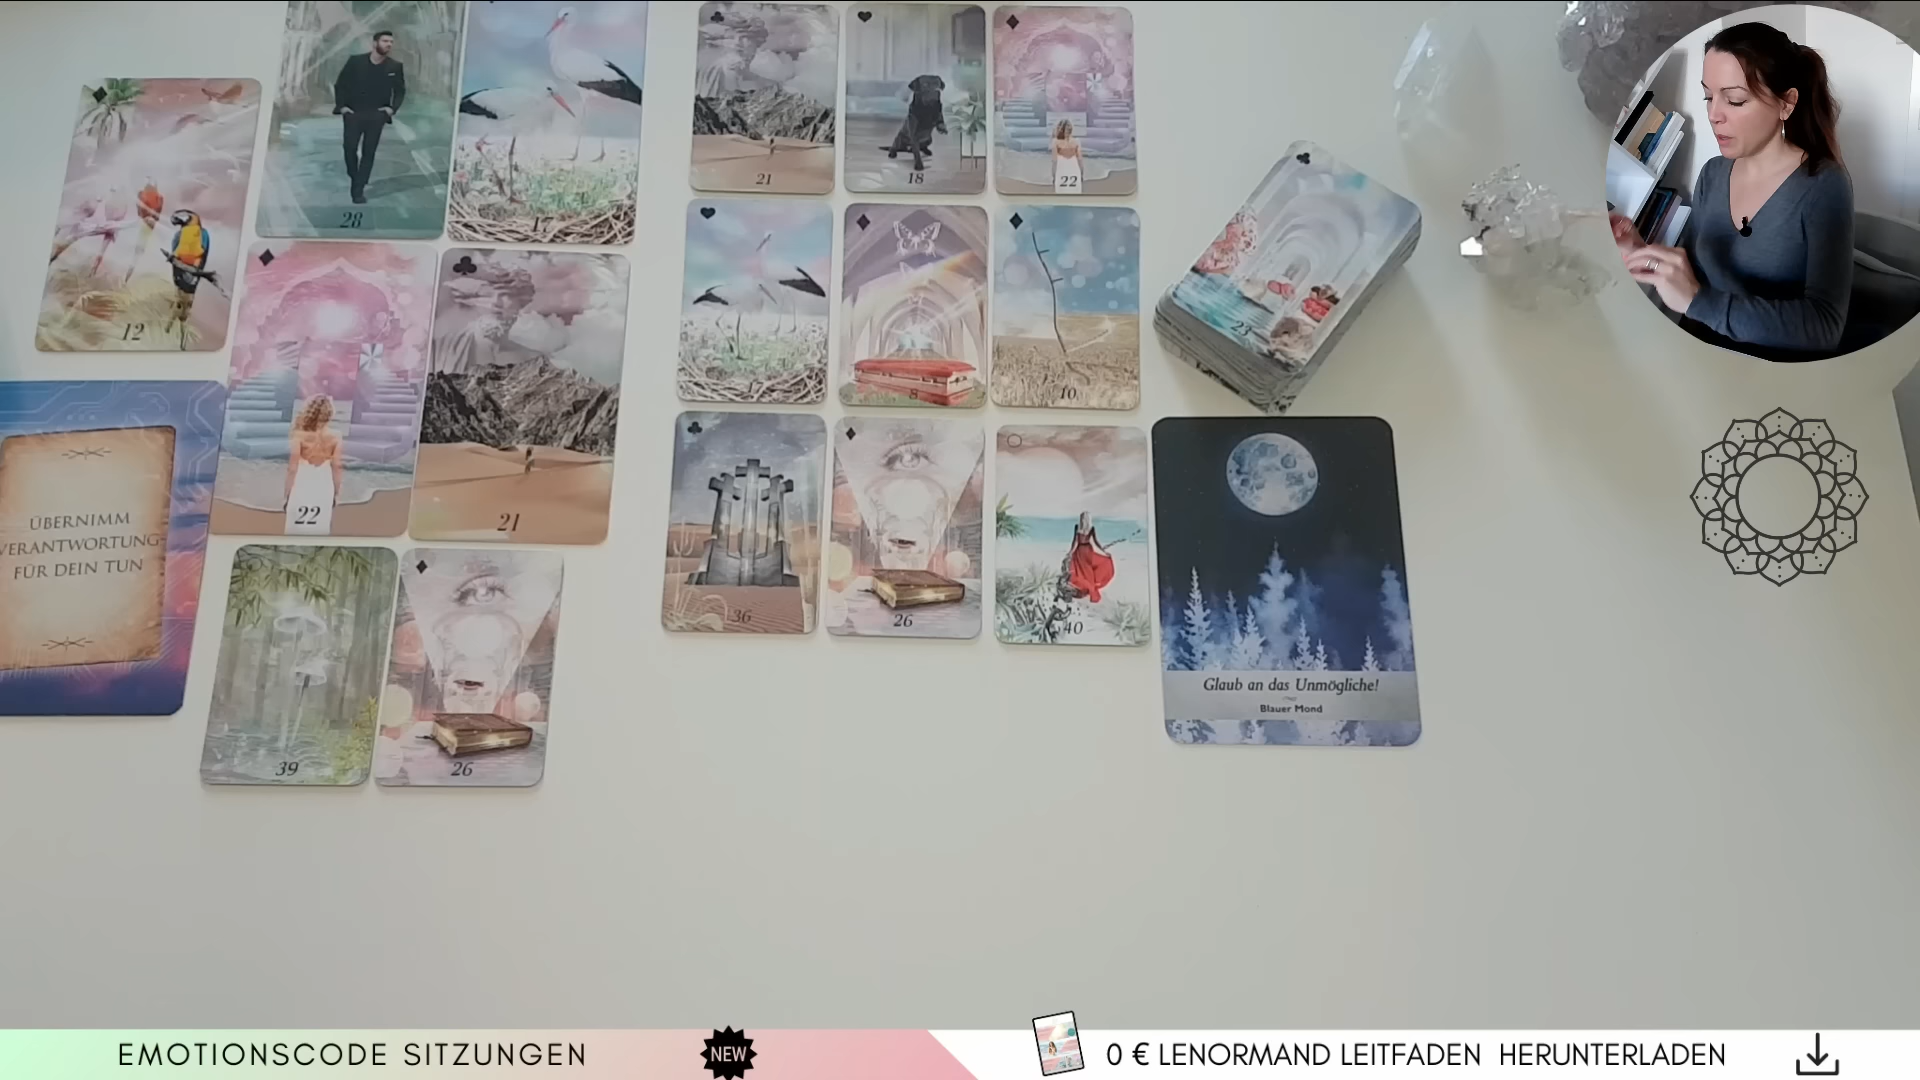 28
17
12
22
21
ÜBERNIMM
VERANTWORTUNG
FÜR DEIN TUN
39
26
21
18
22
17
8
10
36
26
40
23
Glaub an das Unmögliche!
Blauer Mond
EMOTIONSCODE SITZUNGEN
NEW
0 € LENORMAND LEITFADEN HERUNTERLADEN